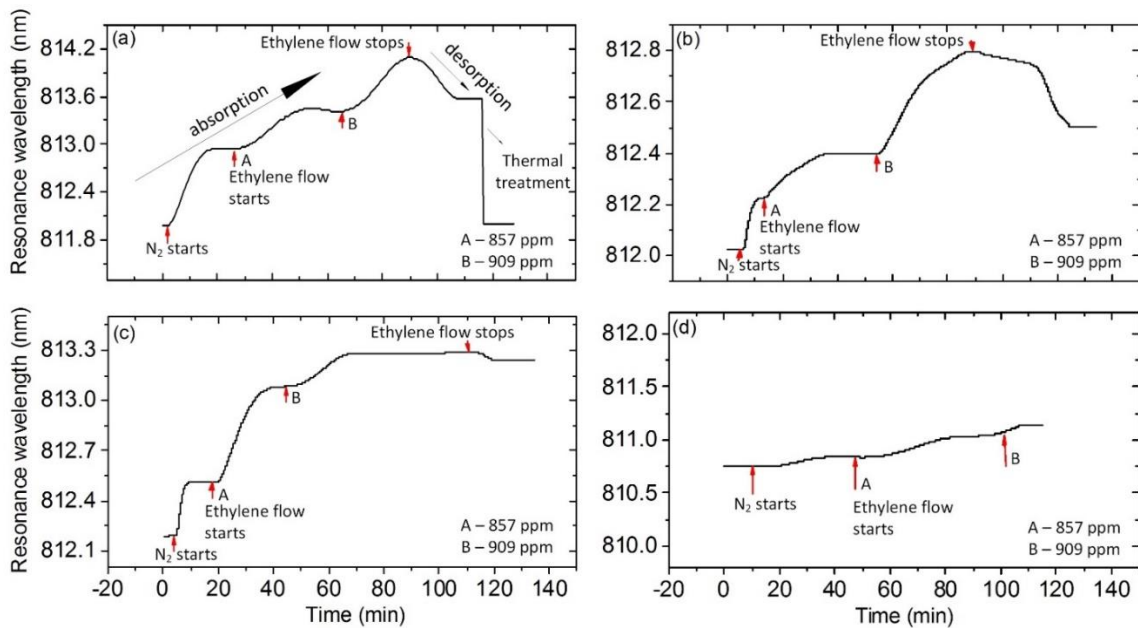 (a)
Resonance wavelength (nm)
814.2
813.6
813.0
812.4
811.8
Ethylene flow stops
absorption
desorption
A
Ethylene flow
starts
B
Thermal
treatment
N₂ starts
A – 857 ppm
B – 909 ppm
(b)
812.8
812.6
812.4
812.2
812.0
Ethylene flow stops
B
A
Ethylene flow
starts
N₂ starts
A – 857 ppm
B – 909 ppm
(c)
Resonance wavelength (nm)
813.3
813.0
812.7
812.4
812.1
Ethylene flow stops
B
A
Ethylene flow
starts
N₂ starts
A – 857 ppm
B – 909 ppm
-20 0 20 40 60 80 100 120 140
Time (min)
(d)
812.0
811.5
811.0
810.5
810.0
N₂ starts
A
Ethylene flow
starts
B
A – 857 ppm
B – 909 ppm
-20 0 20 40 60 80 100 120 140
Time (min)